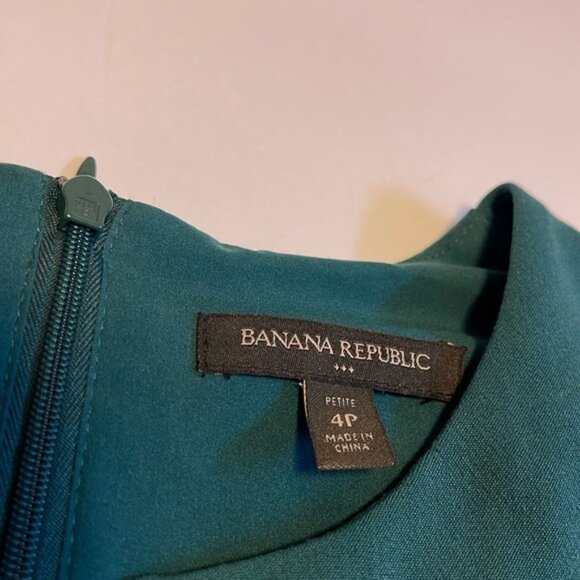 BANANA REPUBLIC
PETITE
4P
MADE IN
CHINA